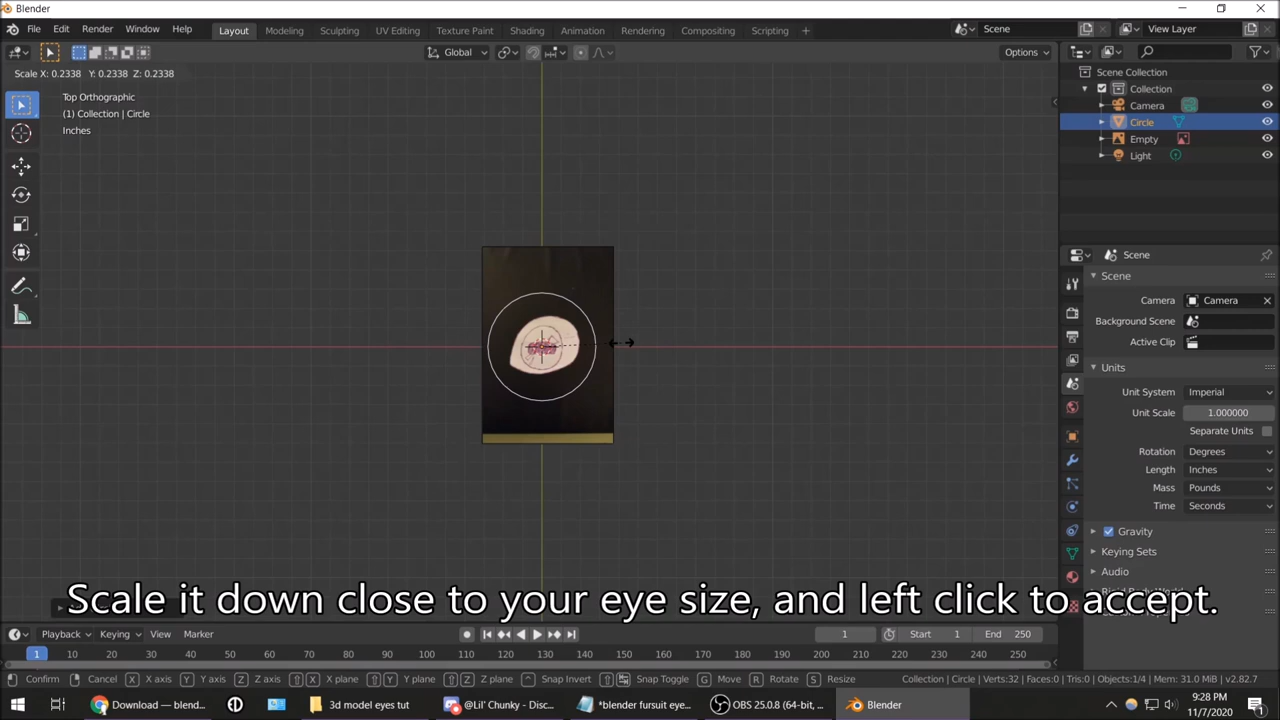 Blender
File Edit Render Window Help Layout Modeling Sculpting UV Editing Texture Paint Shading Animation Rendering Compositing Scripting + Scene View Layer
Global Options
Scale X: 0.2338 Y: 0.2338 Z: 0.2338
Top Orthographic
(1) Collection | Circle
Inches
Scene Collection
Collection
Camera
Circle
Empty
Light
Scene
Scene
Camera Camera
Background Scene
Active Clip
Units
Unit System Imperial
Unit Scale 1.000000
Separate Units
Rotation Degrees
Length Inches
Mass Pounds
Time Seconds
Gravity
Keying Sets
Audio
Scale it down close to your eye size, and left click to accept.
Playback Keying View Marker 1 Start 1 End 250
1 10 20 30 40 50 60 70 80 90 100 110 120 130 140 150 160 170 180 190 200 210 220 230 240 250
Confirm Cancel X X axis Y Y axis Z Z axis X X plane Y Y plane Z Z plane Snap Invert Snap Toggle G Move R Rotate S Resize Collection | Circle | Verts:32 | Faces:0 | Tris:0 | Objects:1/4 | Mem: 31.0 MiB | v2.82.7
Download — blend... 3d model eyes tut @Lil' Chunky - Disc... *blender fursuit eye... OBS 25.0.8 (64-bit, ... Blender
9:28 PM
11/7/2020